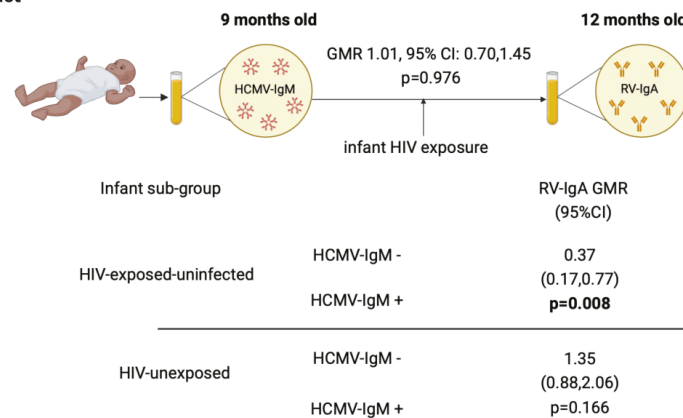 9 months old
12 months old
GMR 1.01, 95% CI: 0.70,1.45
p=0.976
HCMV-IgM
RV-IgA
infant HIV exposure
Infant sub-group
RV-IgA GMR
(95%CI)
HCMV-IgM -
0.37
(0.17,0.77)
HIV-exposed-uninfected
HCMV-IgM +
p=0.008
HCMV-IgM -
1.35
(0.88,2.06)
HIV-unexposed
HCMV-IgM +
p=0.166